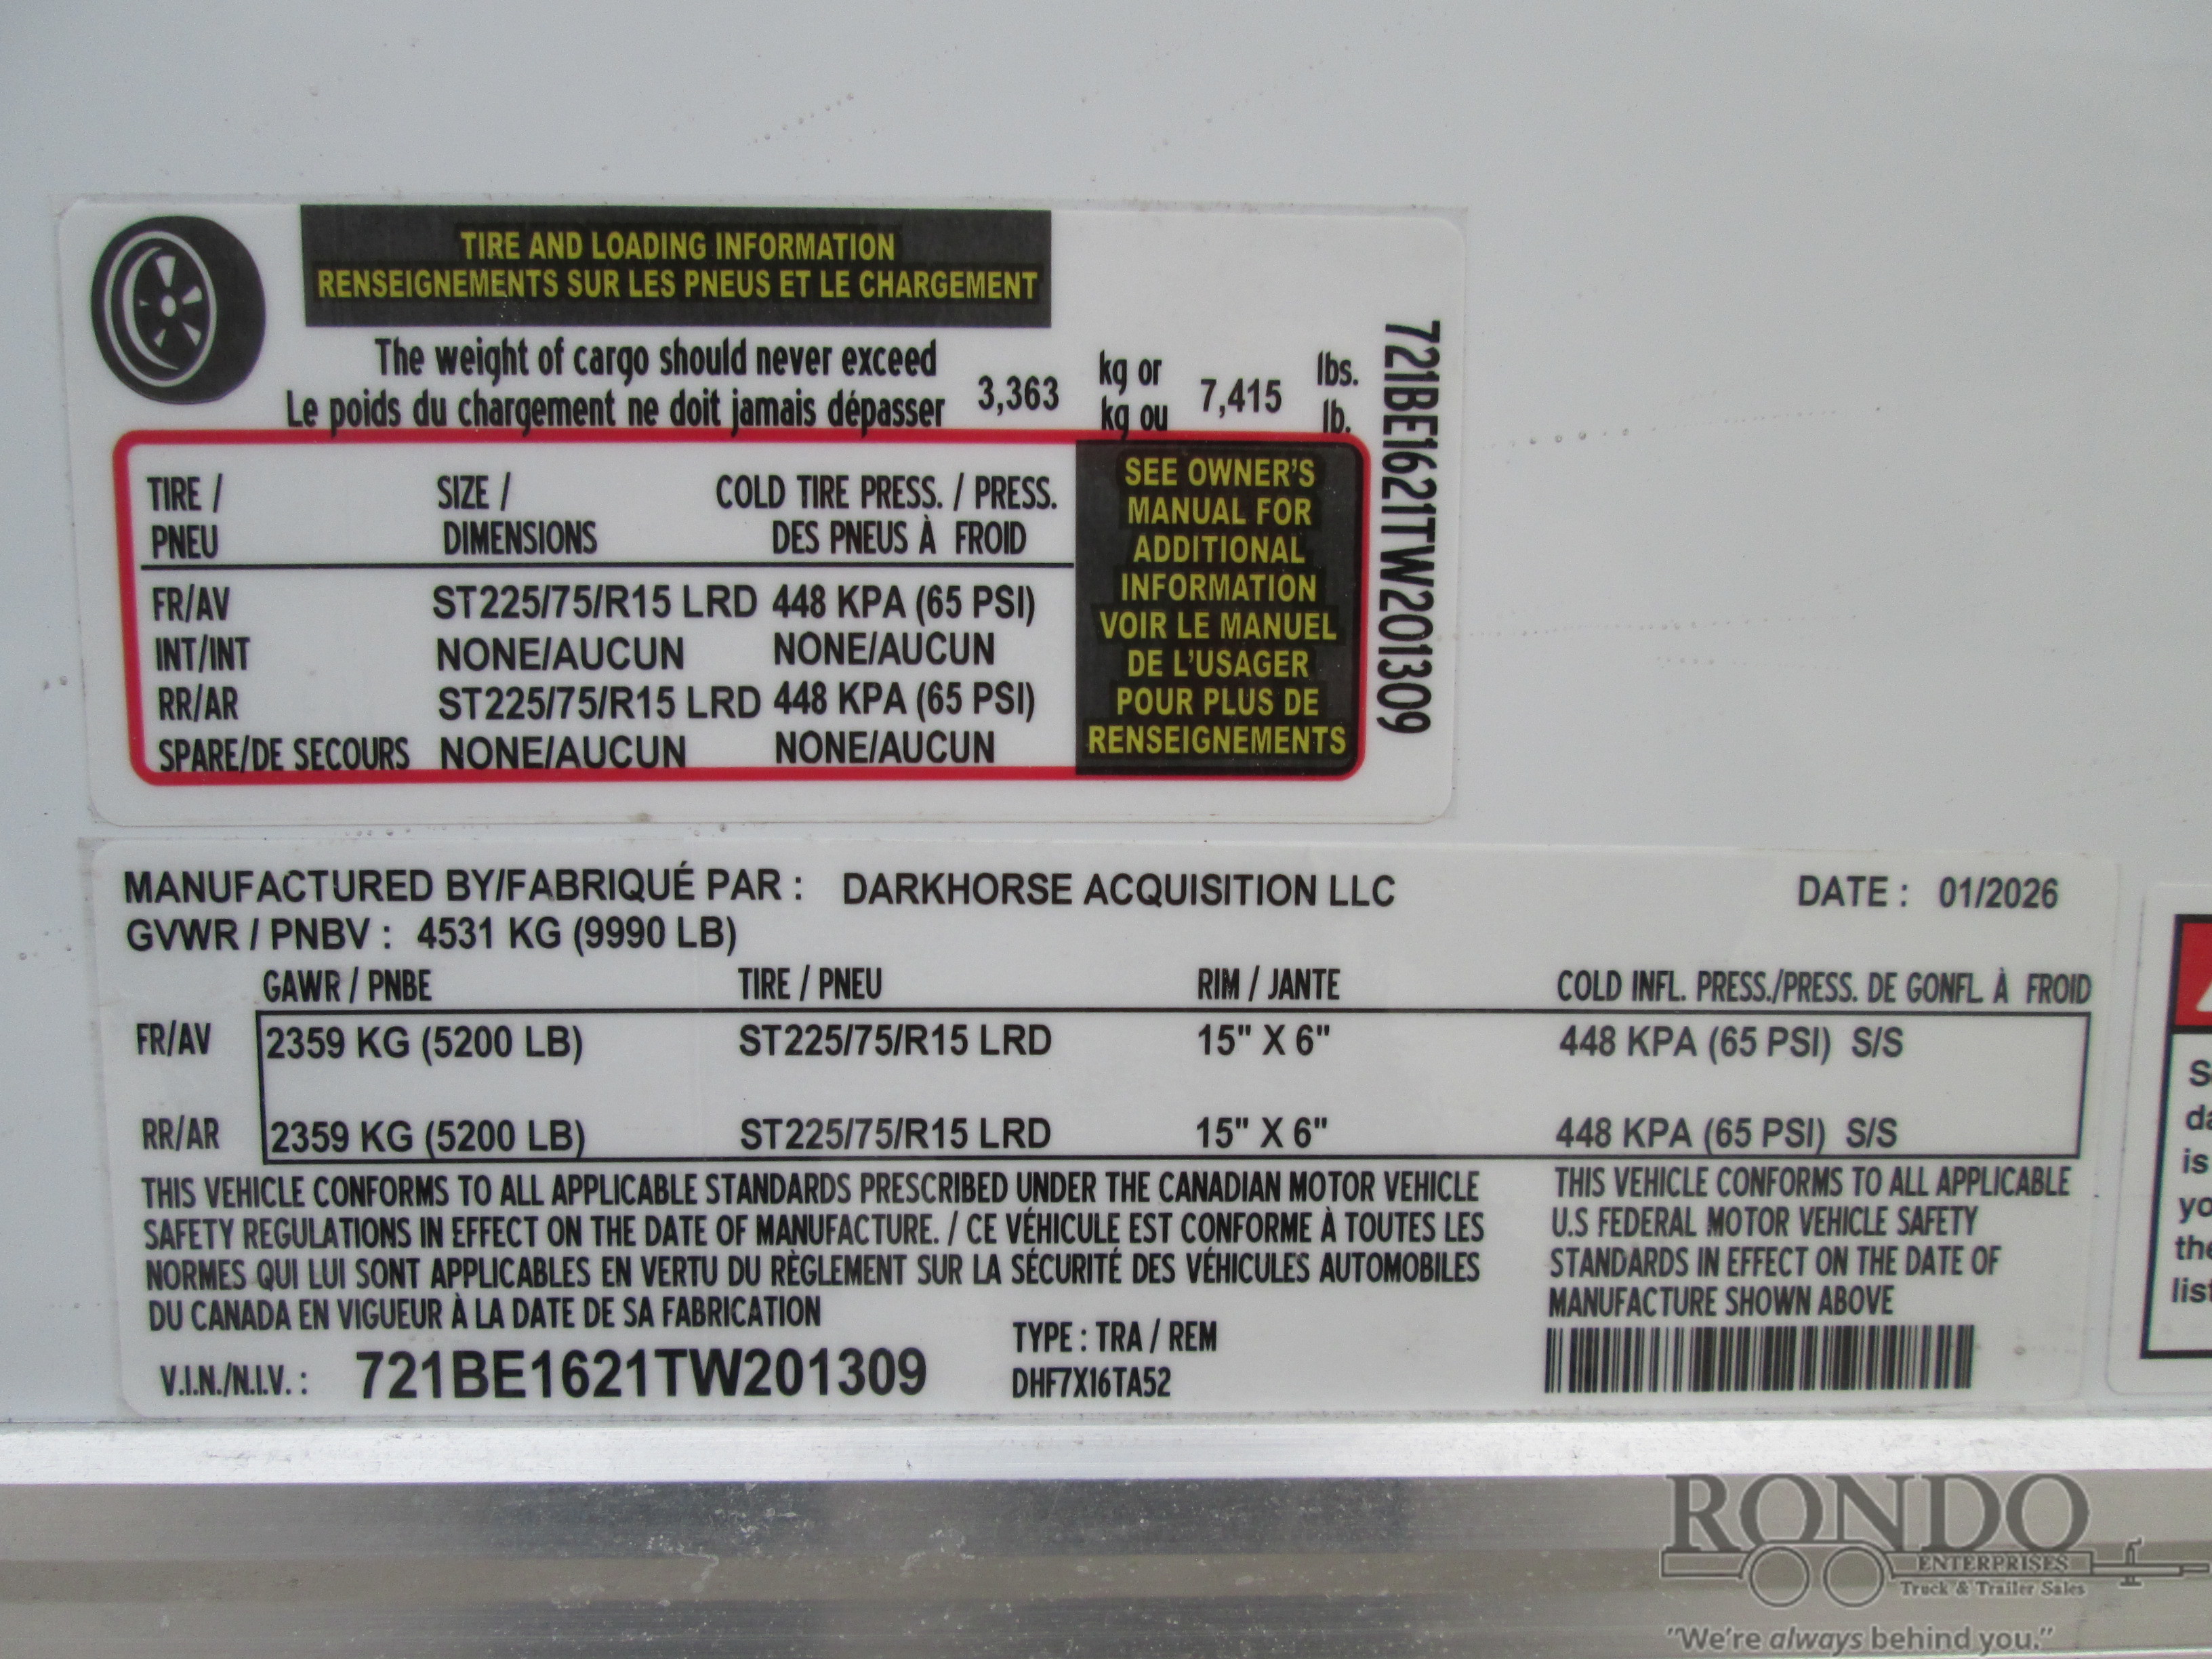 TIRE AND LOADING INFORMATION
RENSEIGNEMENTS SUR LES PNEUS ET LE CHARGEMENT
The weight of cargo should never exceed
Le poids du chargement ne doit jamais dépasser
3,363
kg or
kg ou
7,415
lbs.
lb.
721BE1621TW201309
TIRE / SIZE / COLD TIRE PRESS. / PRESS.
PNEU DIMENSIONS DES PNEUS À FROID
FR/AV ST225/75/R15 LRD 448 KPA (65 PSI)
INT/INT NONE/AUCUN NONE/AUCUN
RR/AR ST225/75/R15 LRD 448 KPA (65 PSI)
SPARE/DE SECOURS NONE/AUCUN NONE/AUCUN
SEE OWNER'S
MANUAL FOR
ADDITIONAL
INFORMATION
VOIR LE MANUEL
DE L'USAGER
POUR PLUS DE
RENSEIGNEMENTS
MANUFACTURED BY/FABRIQUÉ PAR : DARKHORSE ACQUISITION LLC DATE : 01/2026
GVWR / PNBV : 4531 KG (9990 LB)
GAWR / PNBE TIRE / PNEU RIM / JANTE COLD INFL. PRESS./PRESS. DE GONFL. À FROID
FR/AV 2359 KG (5200 LB) ST225/75/R15 LRD 15" X 6" 448 KPA (65 PSI) S/S
RR/AR 2359 KG (5200 LB) ST225/75/R15 LRD 15" X 6" 448 KPA (65 PSI) S/S
THIS VEHICLE CONFORMS TO ALL APPLICABLE STANDARDS PRESCRIBED UNDER THE CANADIAN MOTOR VEHICLE
SAFETY REGULATIONS IN EFFECT ON THE DATE OF MANUFACTURE. / CE VÉHICULE EST CONFORME À TOUTES LES
NORMES QUI LUI SONT APPLICABLES EN VERTU DU RÈGLEMENT SUR LA SÉCURITÉ DES VÉHICULES AUTOMOBILES
DU CANADA EN VIGUEUR À LA DATE DE SA FABRICATION
THIS VEHICLE CONFORMS TO ALL APPLICABLE
U.S FEDERAL MOTOR VEHICLE SAFETY
STANDARDS IN EFFECT ON THE DATE OF
MANUFACTURE SHOWN ABOVE
V.I.N./N.I.V. : 721BE1621TW201309
TYPE : TRA / REM
DHF7X16TA52
is
RONDO
ENTERPRISES
Truck & Trailer Sales
"We're always behind you."